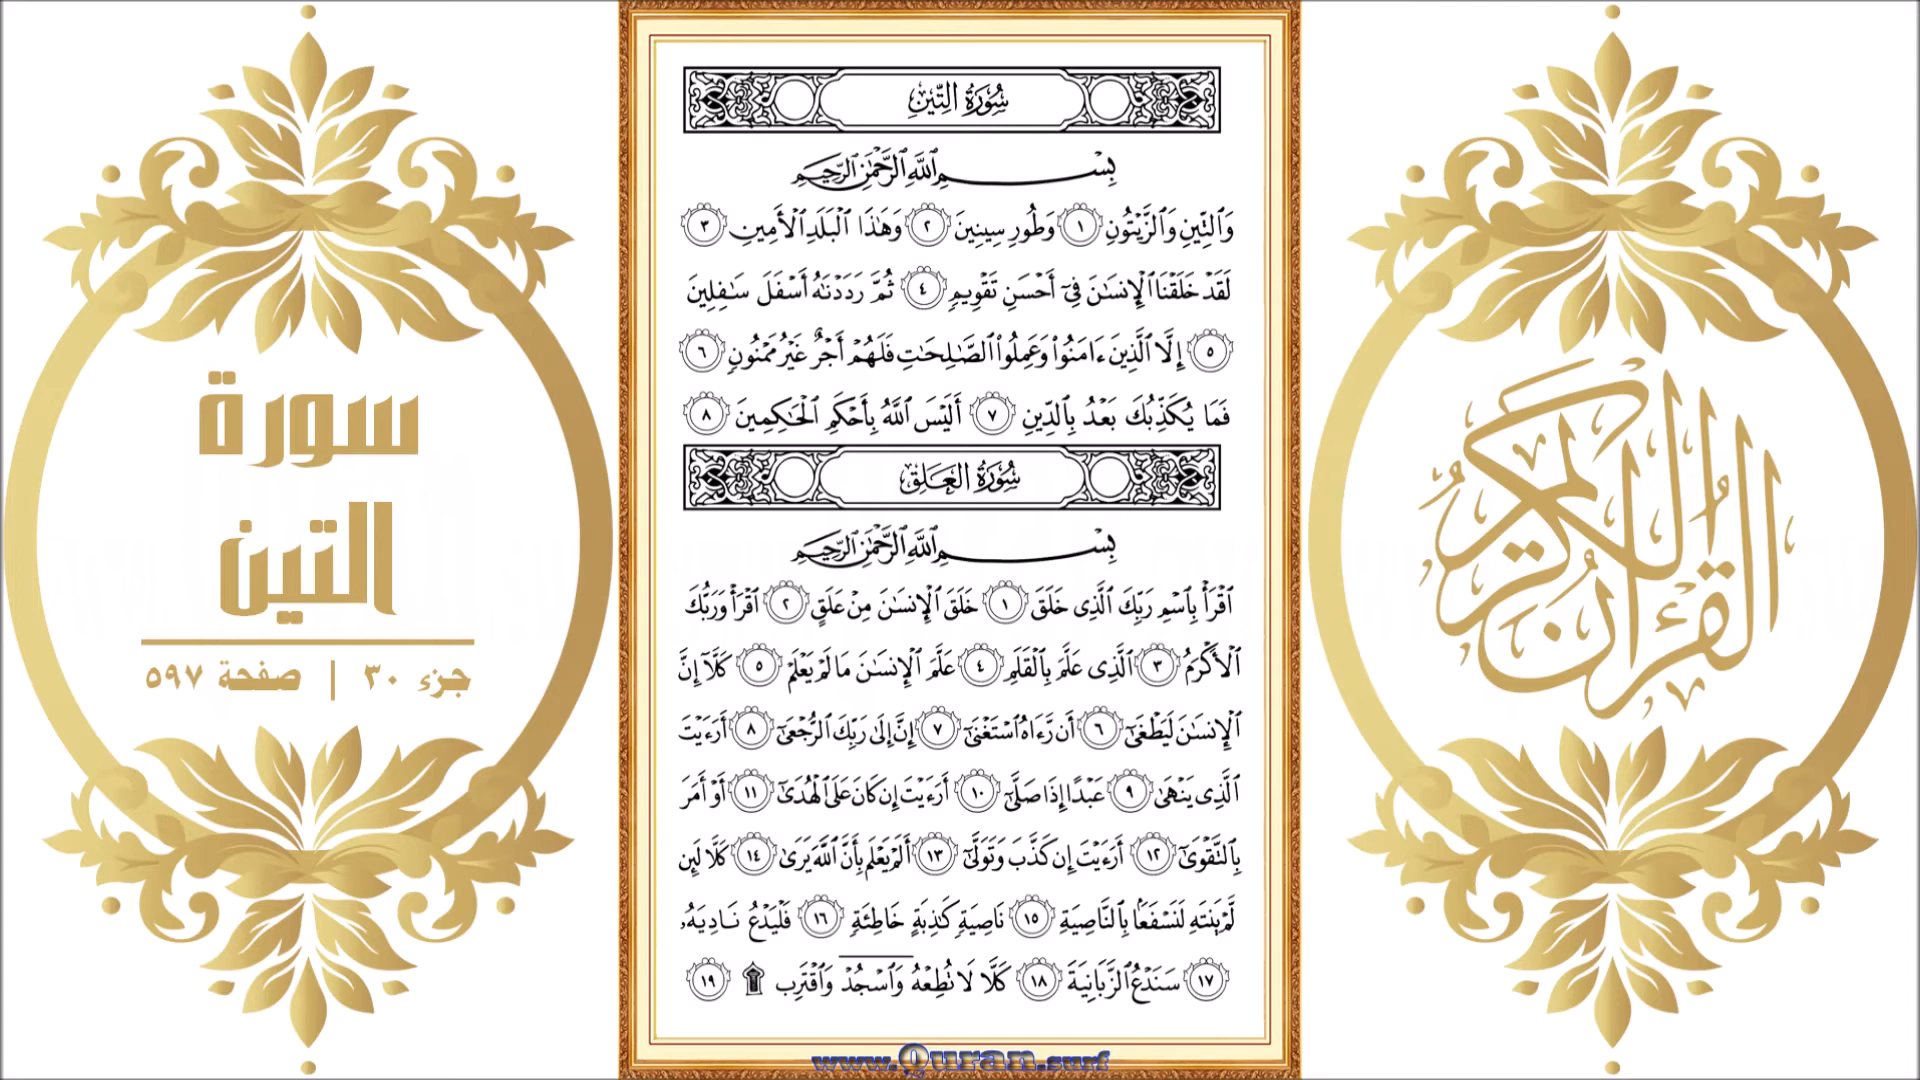 سورة
التين
جزء ٣٠ | صفحة ٥٩٧
سُورَةُ التِّينِ
بِسْمِ ٱللَّهِ ٱلرَّحْمَٰنِ ٱلرَّحِيمِ
وَٱلتِّينِ وَٱلزَّيْتُونِ ١ وَطُورِ سِينِينَ ٢ وَهَٰذَا ٱلْبَلَدِ ٱلْأَمِينِ ٣
لَقَدْ خَلَقْنَا ٱلْإِنسَٰنَ فِىٓ أَحْسَنِ تَقْوِيمٍ ٤ ثُمَّ رَدَدْنَٰهُ أَسْفَلَ سَٰفِلِينَ
٥ إِلَّا ٱلَّذِينَ ءَامَنُوا۟ وَعَمِلُوا۟ ٱلصَّٰلِحَٰتِ فَلَهُمْ أَجْرٌ غَيْرُ مَمْنُونٍ ٦
فَمَا يُكَذِّبُكَ بَعْدُ بِٱلدِّينِ ٧ أَلَيْسَ ٱللَّهُ بِأَحْكَمِ ٱلْحَٰكِمِينَ ٨
سُورَةُ العَلَقِ
بِسْمِ ٱللَّهِ ٱلرَّحْمَٰنِ ٱلرَّحِيمِ
ٱقْرَأْ بِٱسْمِ رَبِّكَ ٱلَّذِى خَلَقَ ١ خَلَقَ ٱلْإِنسَٰنَ مِنْ عَلَقٍ ٢ ٱقْرَأْ وَرَبُّكَ
ٱلْأَكْرَمُ ٣ ٱلَّذِى عَلَّمَ بِٱلْقَلَمِ ٤ عَلَّمَ ٱلْإِنسَٰنَ مَا لَمْ يَعْلَمْ ٥ كَلَّآ إِنَّ
ٱلْإِنسَٰنَ لَيَطْغَىٰٓ ٦ أَن رَّءَاهُ ٱسْتَغْنَىٰٓ ٧ إِنَّ إِلَىٰ رَبِّكَ ٱلرُّجْعَىٰٓ ٨ أَرَءَيْتَ
ٱلَّذِى يَنْهَىٰ ٩ عَبْدًا إِذَا صَلَّىٰٓ ١٠ أَرَءَيْتَ إِن كَانَ عَلَى ٱلْهُدَىٰٓ ١١ أَوْ أَمَرَ
بِٱلتَّقْوَىٰٓ ١٢ أَرَءَيْتَ إِن كَذَّبَ وَتَوَلَّىٰٓ ١٣ أَلَمْ يَعْلَم بِأَنَّ ٱللَّهَ يَرَىٰ ١٤ كَلَّا لَئِن
لَّمْ يَنتَهِ لَنَسْفَعًۢا بِٱلنَّاصِيَةِ ١٥ نَاصِيَةٍ كَٰذِبَةٍ خَاطِئَةٍ ١٦ فَلْيَدْعُ نَادِيَهُۥ
١٧ سَنَدْعُ ٱلزَّبَانِيَةَ ١٨ كَلَّا لَا تُطِعْهُ وَٱسْجُدْ وَٱقْتَرِب ۩ ١٩
www.Quran.surf
القرآن الكريم